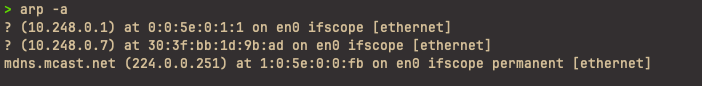 > arp -a
? (10.248.0.1) at 0:0:5e:0:1:1 on en0 ifscope [ethernet]
? (10.248.0.7) at 30:3f:bb:1d:9b:ad on en0 ifscope [ethernet]
mdns.mcast.net (224.0.0.251) at 1:0:5e:0:0:fb on en0 ifscope permanent [ethernet]